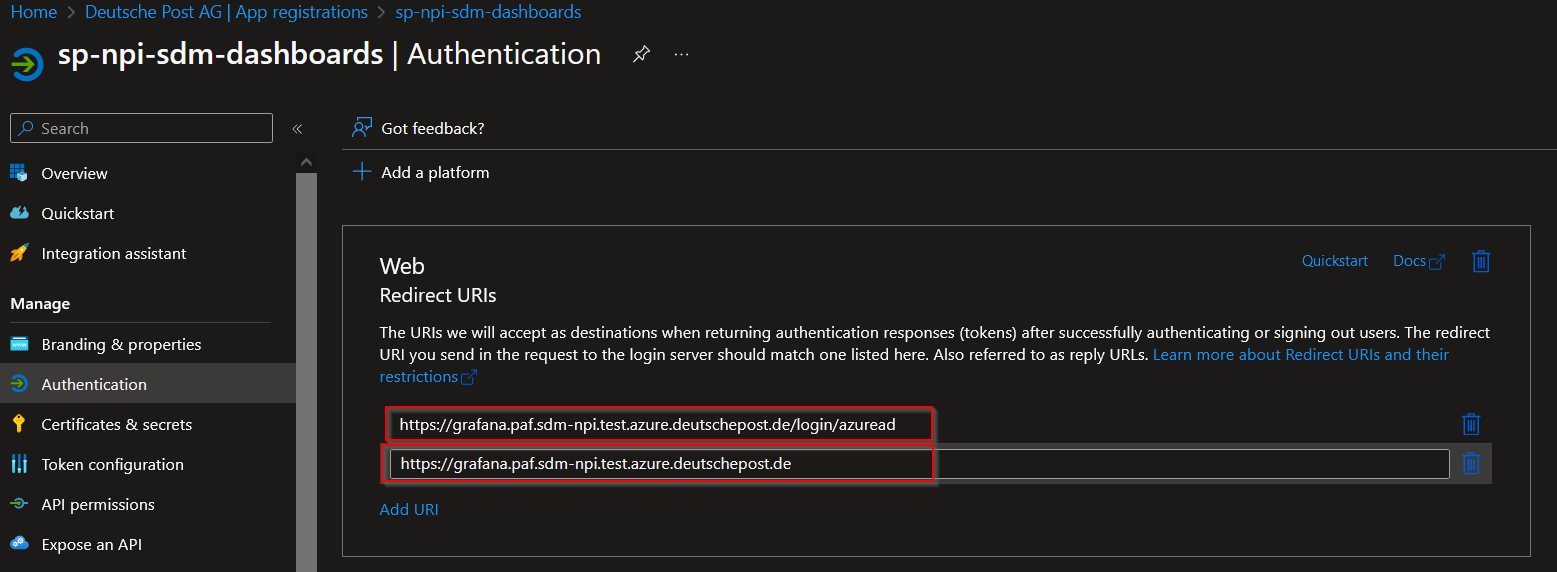 Home > Deutsche Post AG | App registrations > sp-npi-sdm-dashboards
sp-npi-sdm-dashboards | Authentication ...
Search «
Overview
Quickstart
Integration assistant
Manage
Branding & properties
Authentication
Certificates & secrets
Token configuration
API permissions
Expose an API
Got feedback?
+ Add a platform
Web
Quickstart Docs
Redirect URIs
The URIs we will accept as destinations when returning authentication responses (tokens) after successfully authenticating or signing out users. The redirect
URI you send in the request to the login server should match one listed here. Also referred to as reply URLs. Learn more about Redirect URIs and their
restrictions
https://grafana.paf.sdm-npi.test.azure.deutschepost.de/login/azuread
https://grafana.paf.sdm-npi.test.azure.deutschepost.de
Add URI